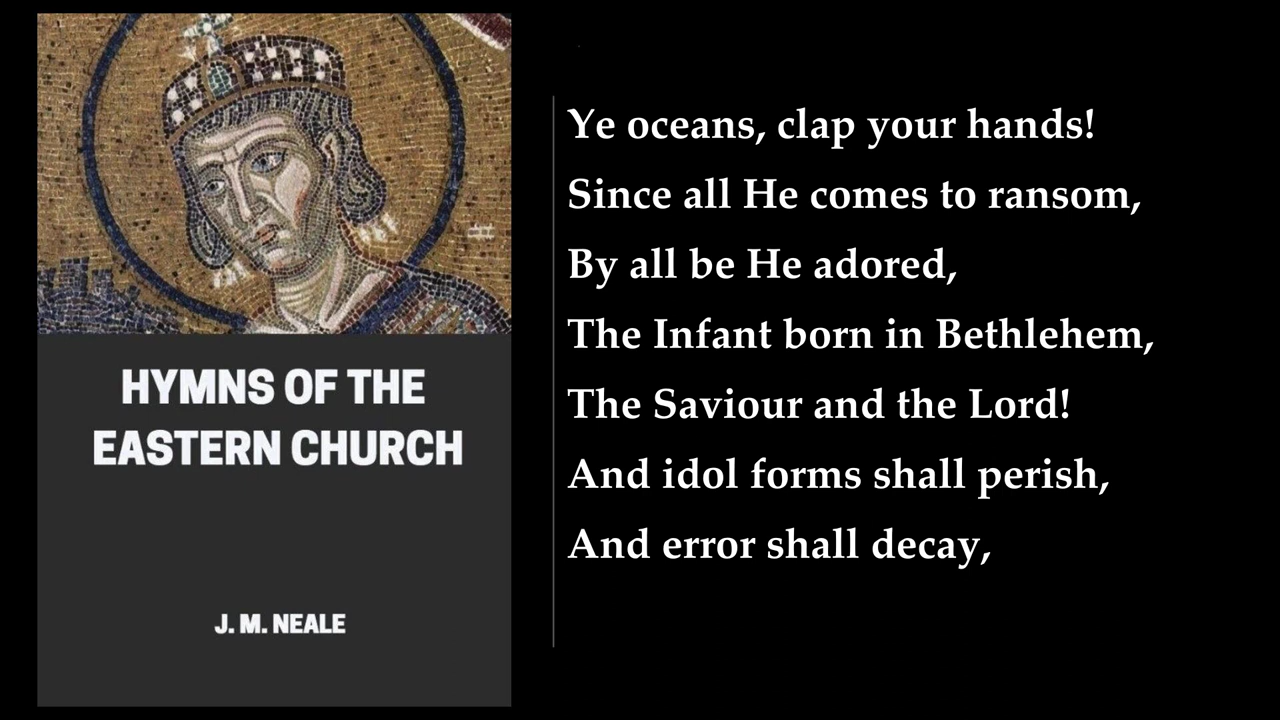 HYMNS OF THE
EASTERN CHURCH
J. M. NEALE
Ye oceans, clap your hands!
Since all He comes to ransom,
By all be He adored,
The Infant born in Bethlehem,
The Saviour and the Lord!
And idol forms shall perish,
And error shall decay,